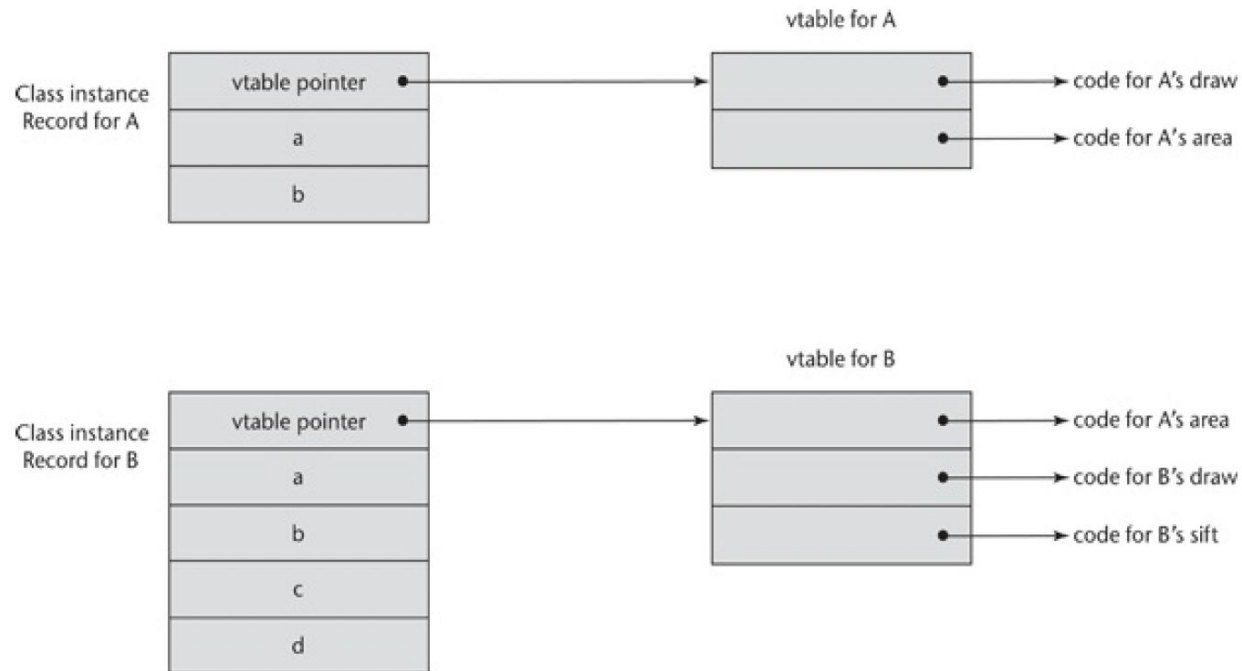 vtable for A
Class instance
Record for A
vtable pointer
a
b
code for A's draw
code for A's area
vtable for B
Class instance
Record for B
vtable pointer
a
b
c
d
code for A's area
code for B's draw
code for B's sift